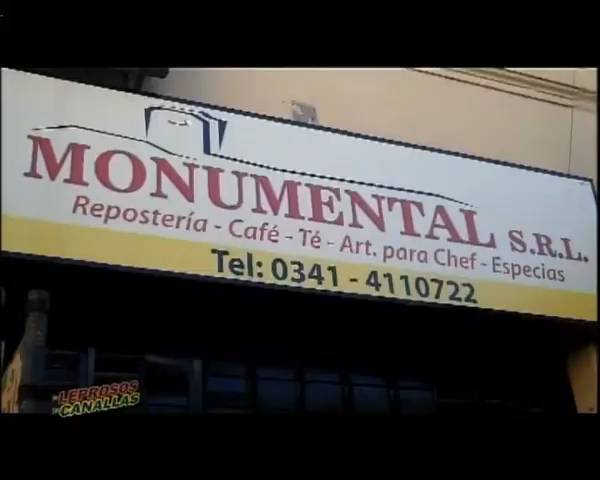 MONUMENTAL S.R.L.
Repostería - Café - Té - Art. para Chef - Especias
Tel: 0341 - 4110722
LEPROSOS
CANALLAS